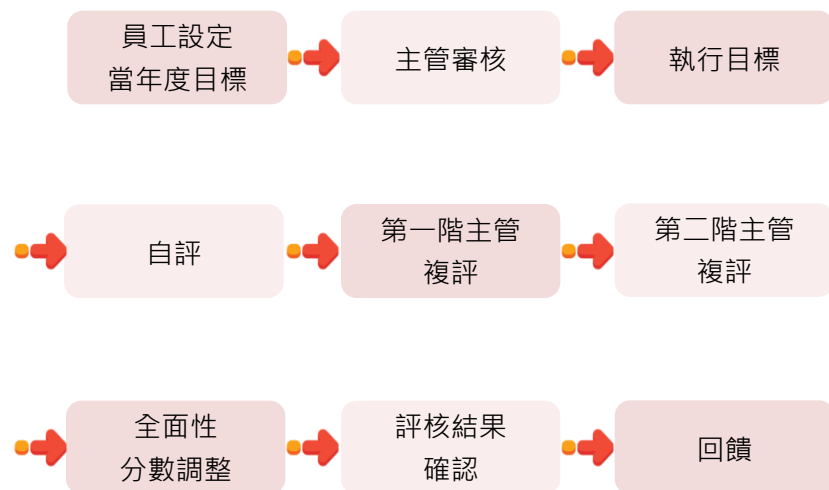 員工設定
當年度目標
主管審核
執行目標
自評
第一階主管
複評
第二階主管
複評
全面性
分數調整
評核結果
確認
回饋